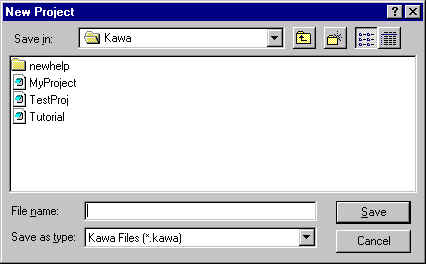 New Project
Save in: Kawa
newhelp
MyProject
TestProj
Tutorial
File name: Save
Save as type: Kawa Files (*.kawa) Cancel